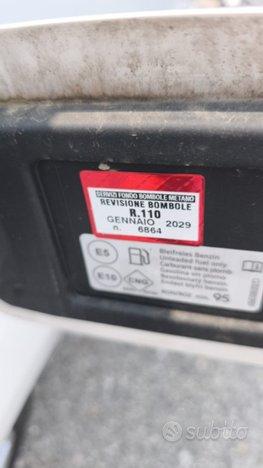 SERVIZI FONDO BOMBOLE METANO
REVISIONE BOMBOLE
R.110
GENNAIO 2029
n. 6864
E5
E10
CNG
Bleifreies Benzin
Unleaded fuel only
Carburant sans plomb
Gasolina sin plomo
95
subito